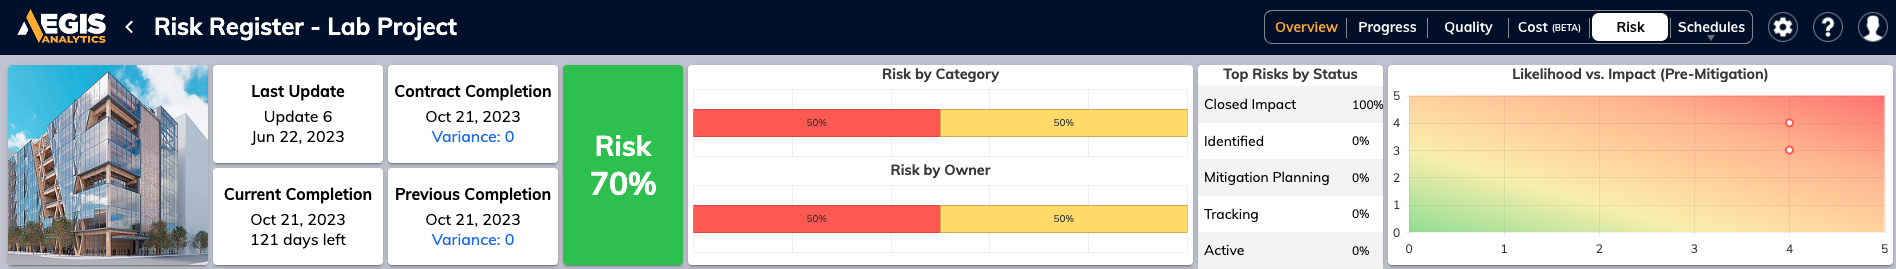 AEGIS
ANALYTICS
Risk Register - Lab Project
Overview
Progress
Quality
Cost (BETA)
Risk
Schedules
?
Last Update
Update 6
Jun 22, 2023
Contract Completion
Oct 21, 2023
Variance: 0
Current Completion
Oct 21, 2023
121 days left
Previous Completion
Oct 21, 2023
Variance: 0
Risk
70%
Risk by Category
50% 50%
Risk by Owner
50% 50%
Top Risks by Status
Closed Impact 100%
Identified 0%
Mitigation Planning 0%
Tracking 0%
Active 0%
Likelihood vs. Impact (Pre-Mitigation)
5
4
3
2
1
0
0 1 2 3 4 5